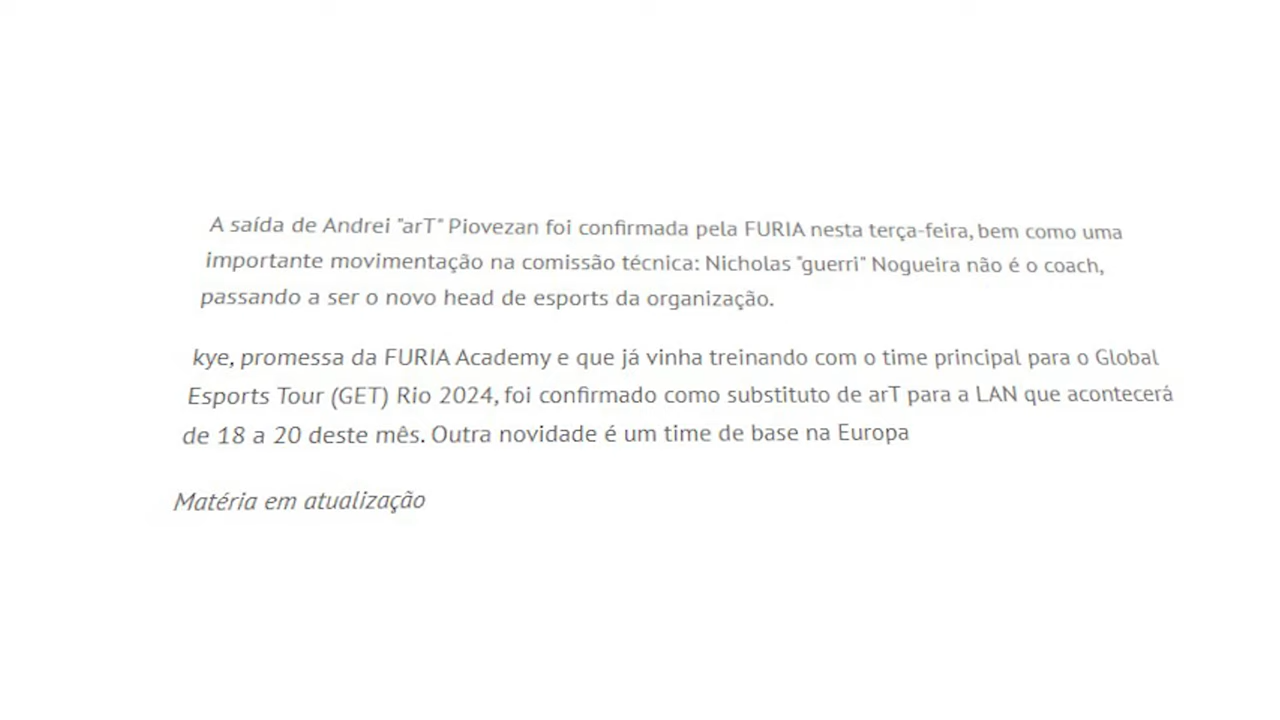 A saída de Andrei "arT" Piovezan foi confirmada pela FURIA nesta terça-feira, bem como uma
importante movimentação na comissão técnica: Nicholas "guerri" Nogueira não é o coach,
passando a ser o novo head de esports da organização.
kye, promessa da FURIA Academy e que já vinha treinando com o time principal para o Global
Esports Tour (GET) Rio 2024, foi confirmado como substituto de arT para a LAN que acontecerá
de 18 a 20 deste mês. Outra novidade é um time de base na Europa
Matéria em atualização